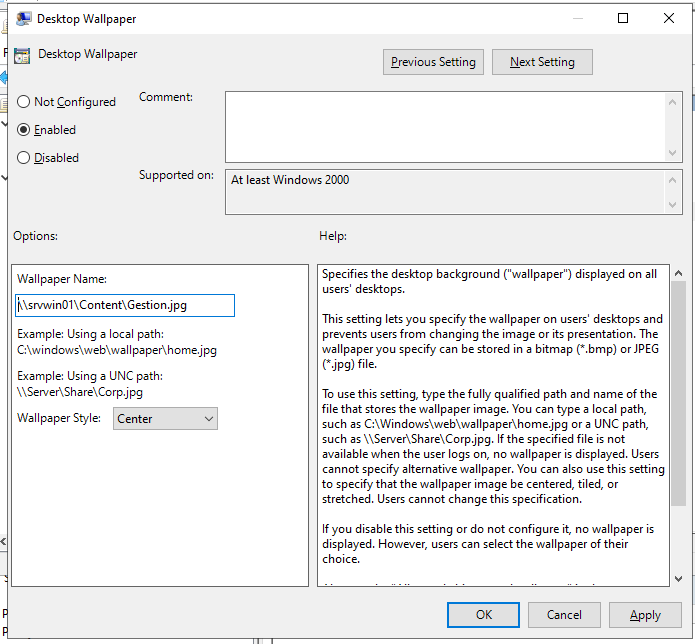 Desktop Wallpaper
Desktop Wallpaper
Previous Setting
Next Setting
Not Configured
Comment:
Enabled
Disabled
Supported on:
At least Windows 2000
Options:
Help:
Wallpaper Name:
\\srvwin01\Content\Gestion.jpg
Example: Using a local path:
C:\windows\web\wallpaper\home.jpg
Example: Using a UNC path:
\\Server\Share\Corp.jpg
Wallpaper Style:
Center
Specifies the desktop background ("wallpaper") displayed on all
users' desktops.
This setting lets you specify the wallpaper on users' desktops and
prevents users from changing the image or its presentation. The
wallpaper you specify can be stored in a bitmap (*.bmp) or JPEG
(*.jpg) file.
To use this setting, type the fully qualified path and name of the
file that stores the wallpaper image. You can type a local path,
such as C:\Windows\web\wallpaper\home.jpg or a UNC path,
such as \\Server\Share\Corp.jpg. If the specified file is not
available when the user logs on, no wallpaper is displayed. Users
cannot specify alternative wallpaper. You can also use this setting
to specify that the wallpaper image be centered, tiled, or
stretched. Users cannot change this specification.
If you disable this setting or do not configure it, no wallpaper is
displayed. However, users can select the wallpaper of their
choice.
OK
Cancel
Apply